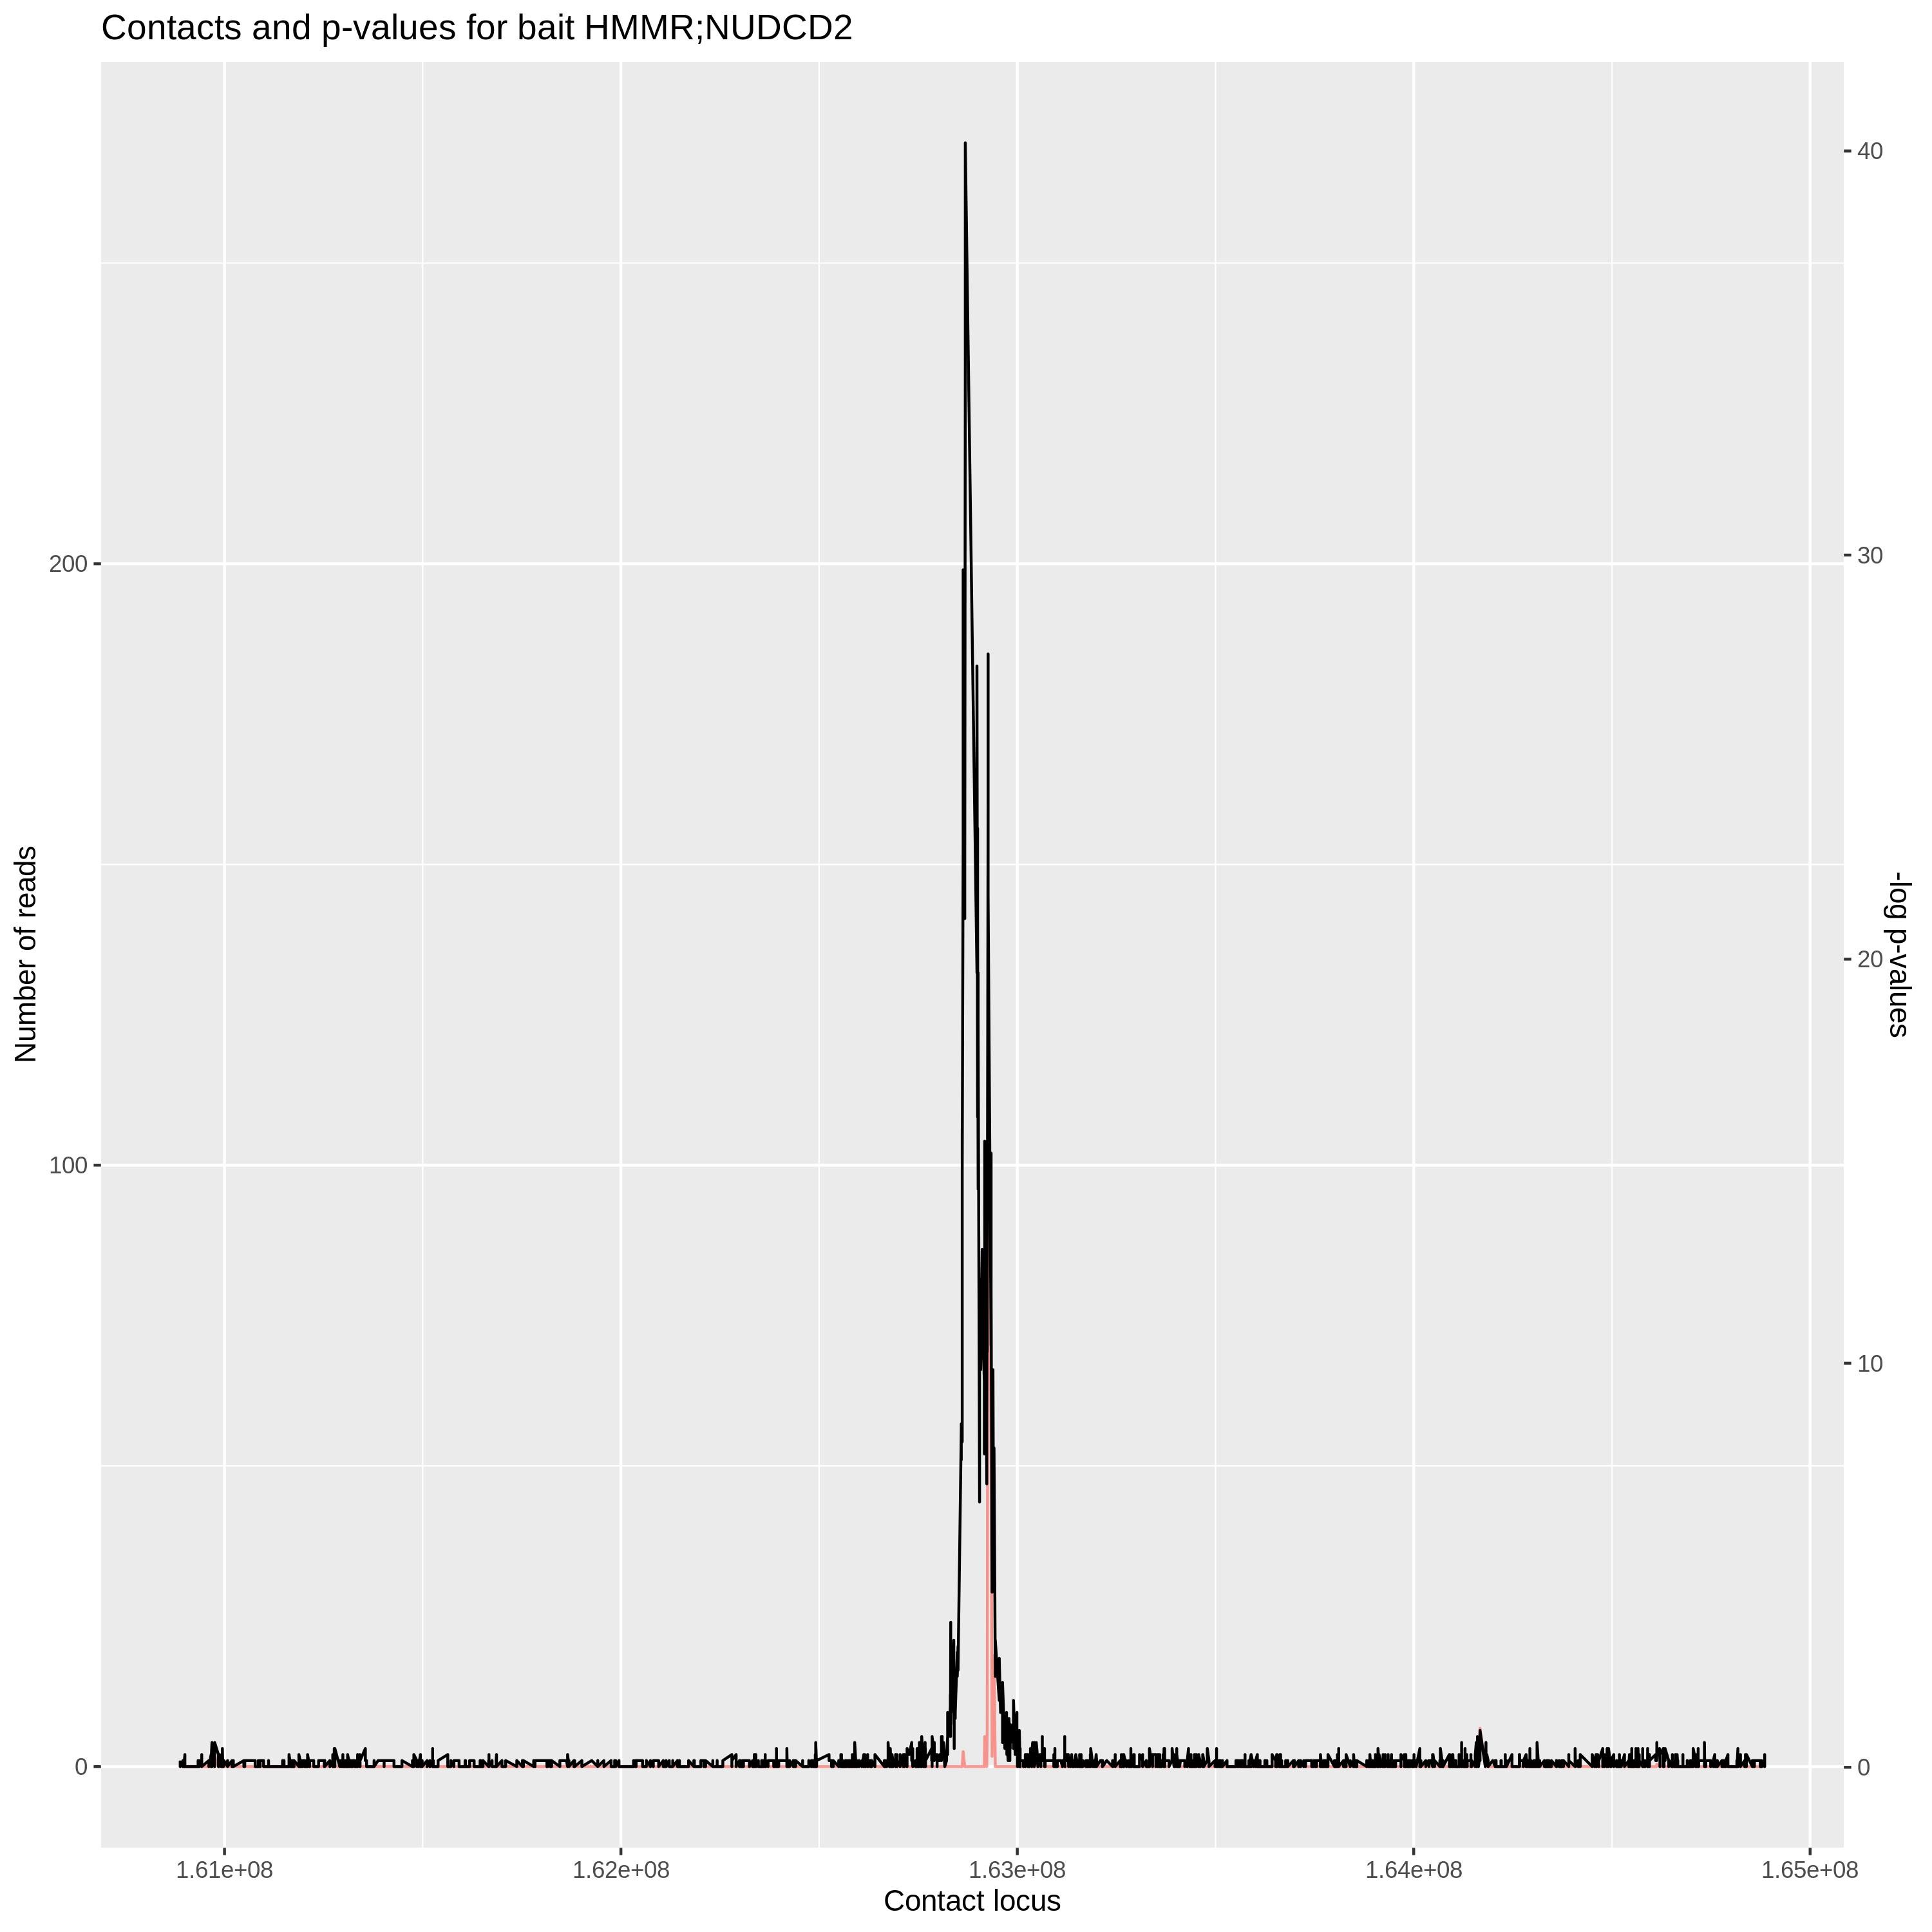 Contacts and p-values for bait HMMR;NUDCD2
200
100
0
Number of reads
40
30
20
10
0
-log p-values
1.61e+08 1.62e+08 1.63e+08 1.64e+08 1.65e+08
Contact locus